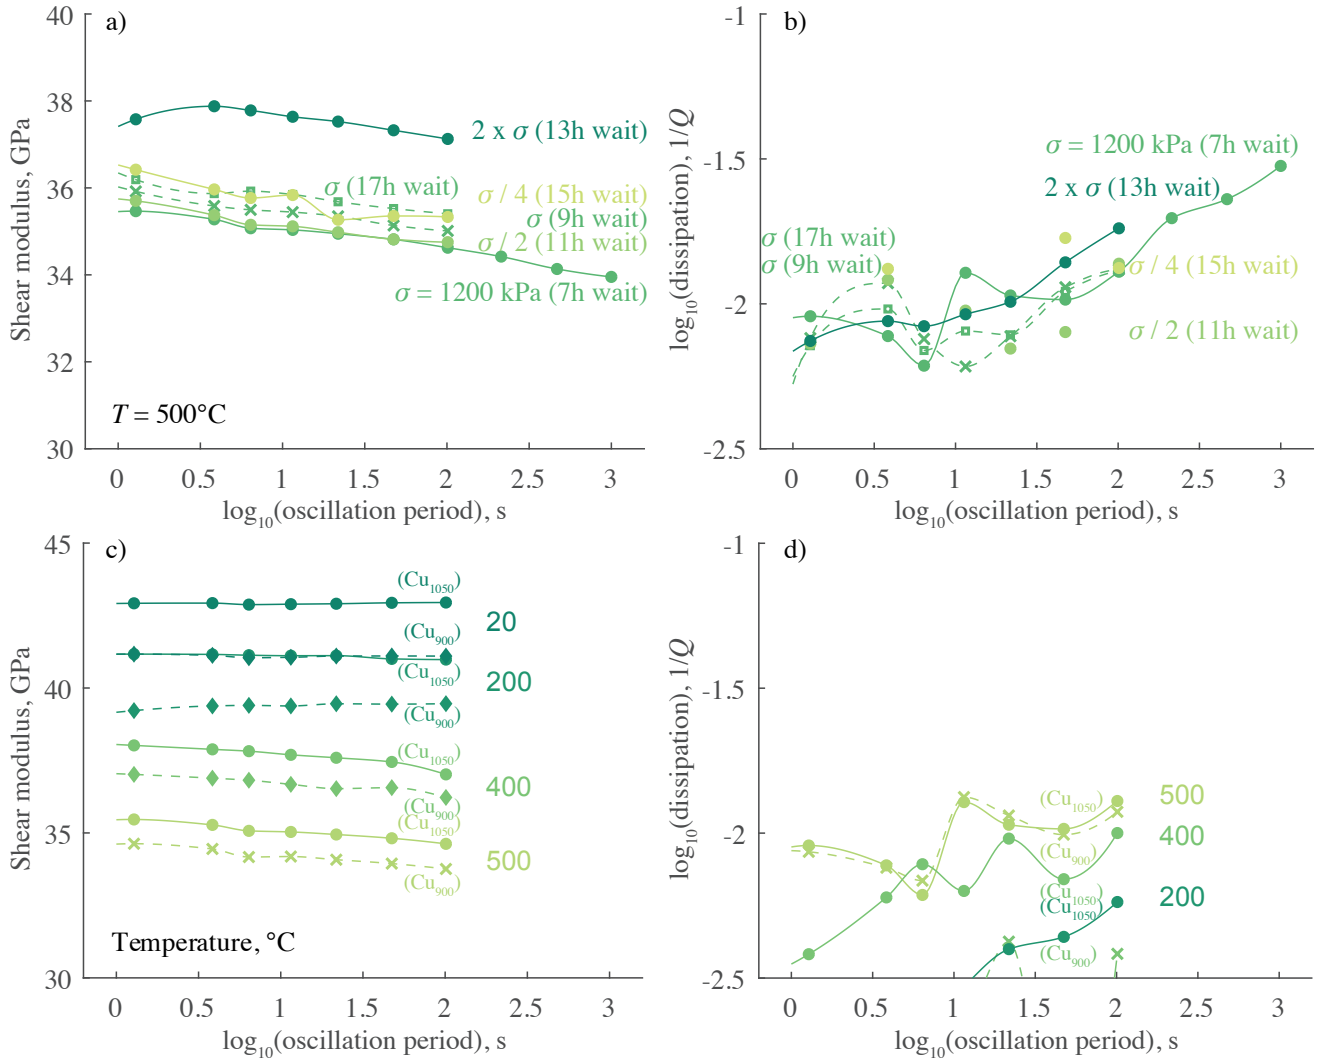 a)
Shear modulus, GPa
40
38
36
34
32
30
2 x σ (13h wait)
σ (17h wait)
σ / 4 (15h wait)
σ (9h wait)
σ / 2 (11h wait)
σ = 1200 kPa (7h wait)
T = 500°C
0 0.5 1 1.5 2 2.5 3
log10(oscillation period), s
b)
log10(dissipation), 1/Q
-1
-1.5
-2
-2.5
σ = 1200 kPa (7h wait)
2 x σ (13h wait)
σ (17h wait)
σ (9h wait)
σ / 4 (15h wait)
σ / 2 (11h wait)
0 0.5 1 1.5 2 2.5 3
log10(oscillation period), s
c)
Shear modulus, GPa
45
40
35
30
(Cu1050)
20
(Cu900)
(Cu1050)
200
(Cu900)
(Cu1050)
400
(Cu900)
(Cu1050)
500
(Cu900)
Temperature, °C
0 0.5 1 1.5 2 2.5 3
log10(oscillation period), s
d)
log10(dissipation), 1/Q
-1
-1.5
-2
-2.5
(Cu1050)
500
400
(Cu900)
(Cu1050)
200
(Cu1050)
(Cu900)
0 0.5 1 1.5 2 2.5 3
log10(oscillation period), s